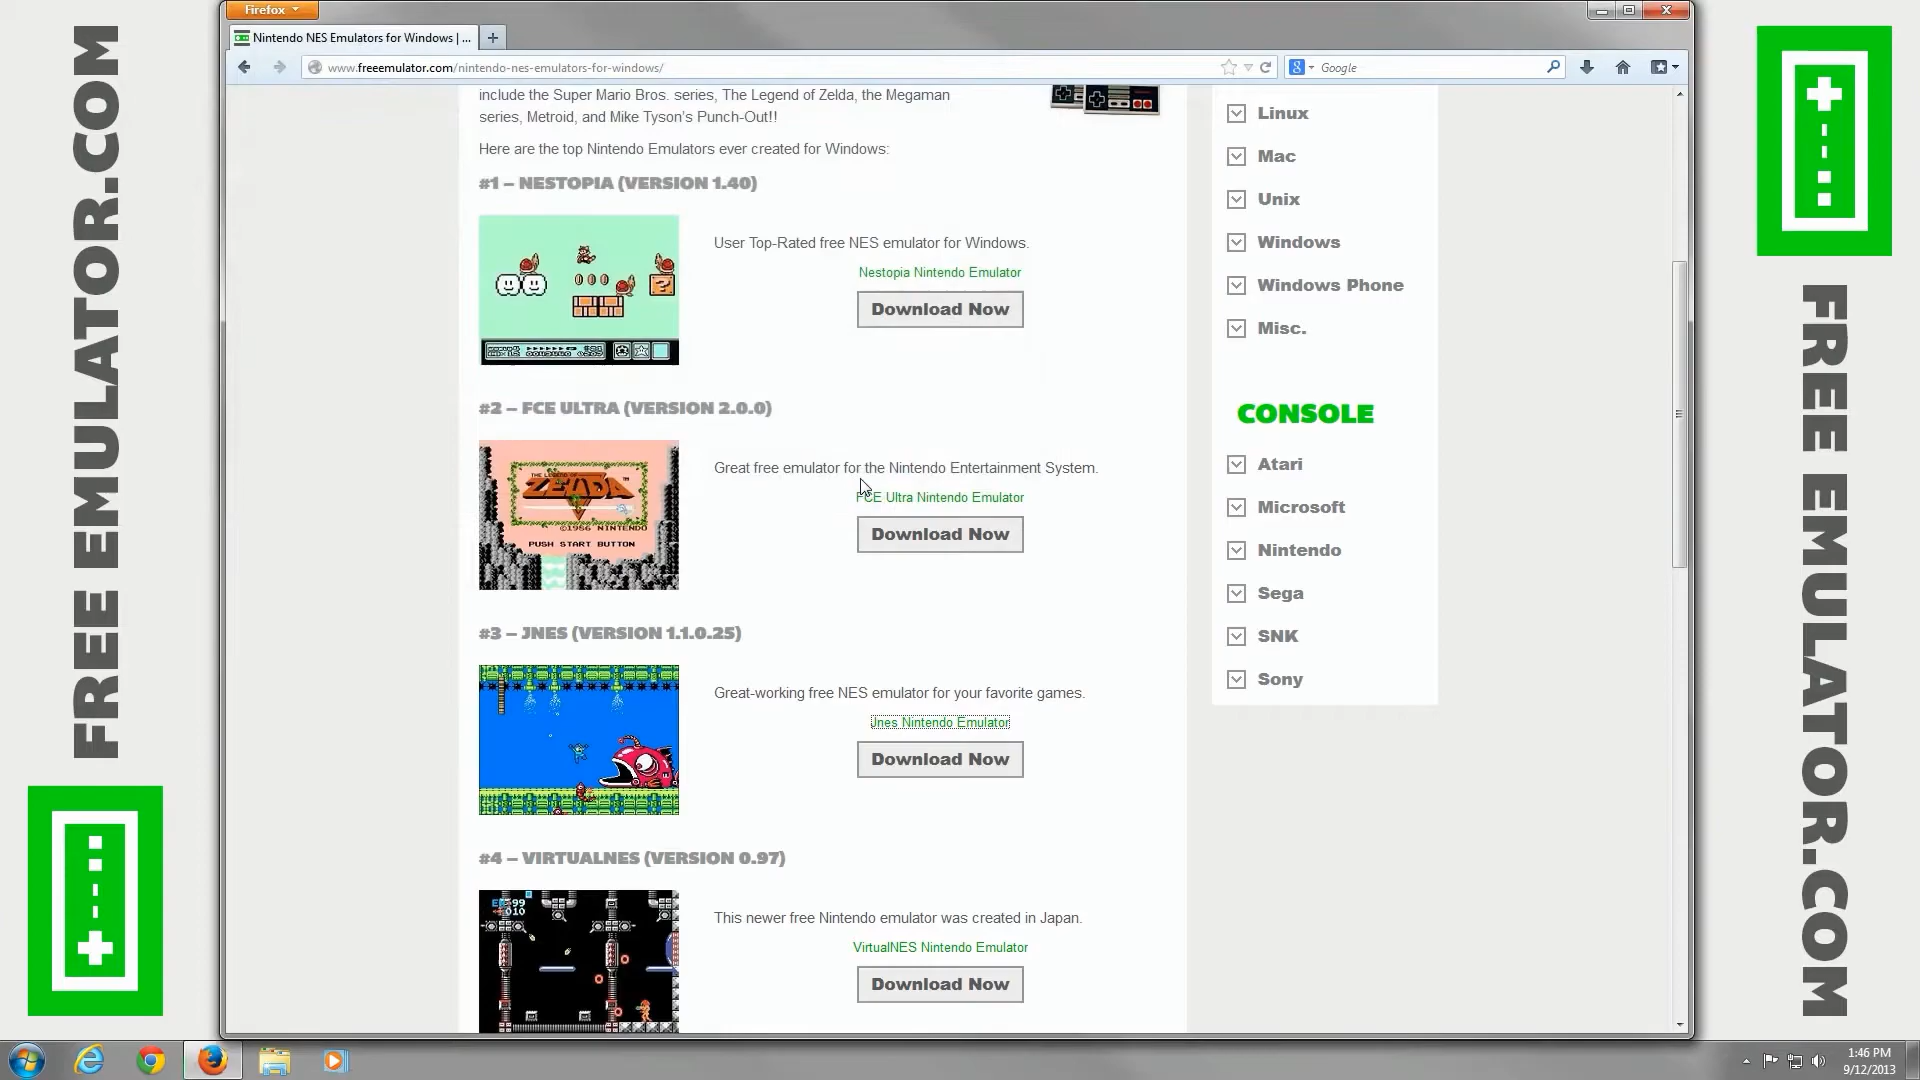 FREE EMULATOR.COM
Firefox
Nintendo NES Emulators for Windows | ...
www.freeemulator.com/nintendo-nes-emulators-for-windows/
Google
include the Super Mario Bros. series, The Legend of Zelda, the Megaman
series, Metroid, and Mike Tyson's Punch-Out!!
Here are the top Nintendo Emulators ever created for Windows:
#1 – NESTOPIA (VERSION 1.40)
User Top-Rated free NES emulator for Windows.
Nestopia Nintendo Emulator
Download Now
#2 – FCE ULTRA (VERSION 2.0.0)
THE LEGEND OF
ZELDA
©1986 NINTENDO
PUSH START BUTTON
Great free emulator for the Nintendo Entertainment System.
FCE Ultra Nintendo Emulator
Download Now
#3 – JNES (VERSION 1.1.0.25)
Great-working free NES emulator for your favorite games.
Jnes Nintendo Emulator
Download Now
#4 – VIRTUALNES (VERSION 0.97)
This newer free Nintendo emulator was created in Japan.
VirtualNES Nintendo Emulator
Download Now
Linux
Mac
Unix
Windows
Windows Phone
Misc.
CONSOLE
Atari
Microsoft
Nintendo
Sega
SNK
Sony
FREE EMULATOR.COM
1:46 PM
9/12/2013